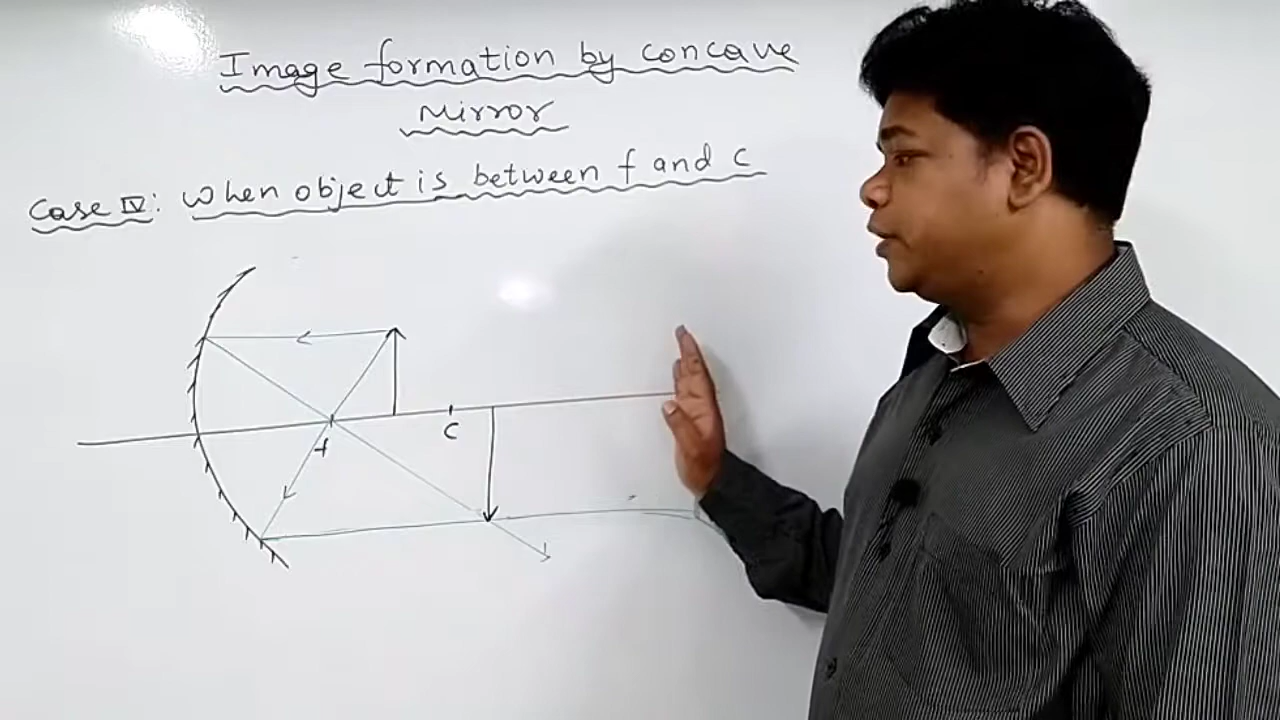 Image formation by concave
Mirror
Case IV: When object is between f and c
f
c